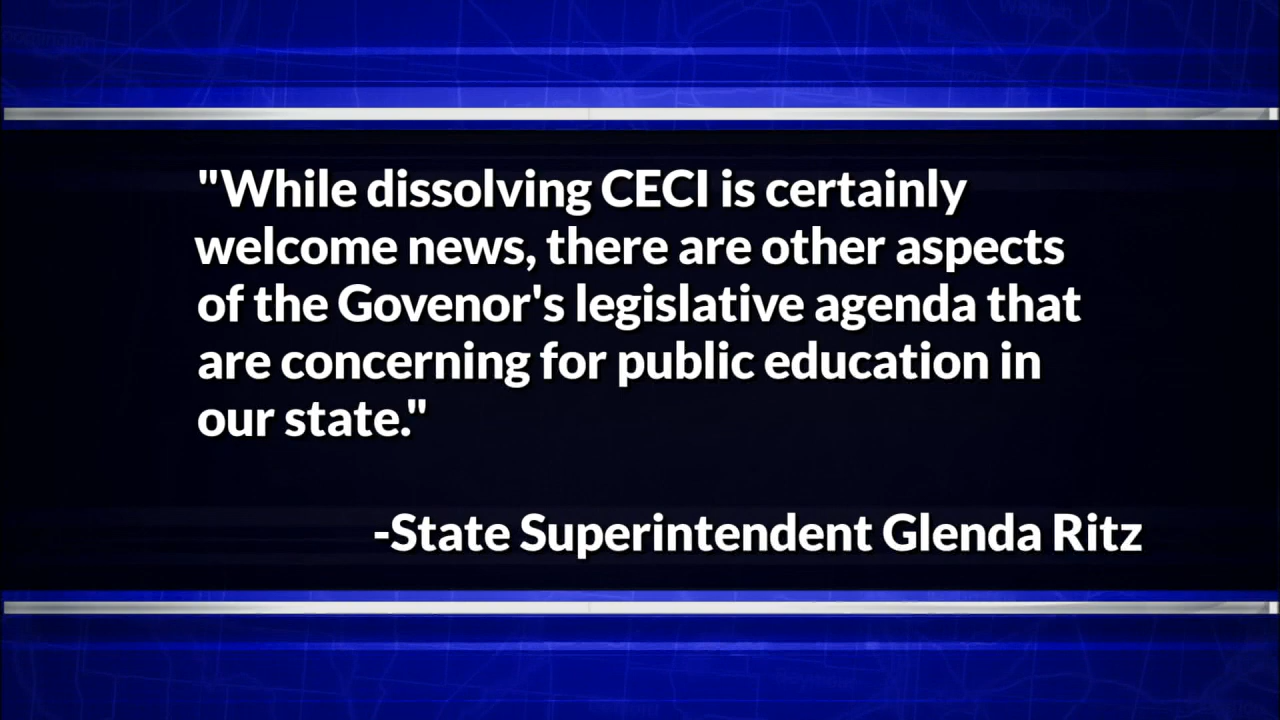 "While dissolving CECI is certainly
welcome news, there are other aspects
of the Govenor's legislative agenda that
are concerning for public education in
our state."
-State Superintendent Glenda Ritz